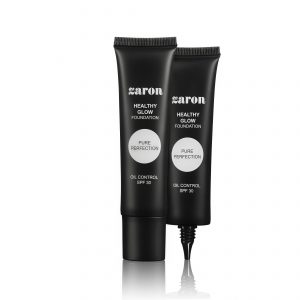 zaron
HEALTHY
GLOW
FOUNDATION
PURE
PERFECTION
OIL CONTROL
SPF 30
zaron
HEALTHY
GLOW
FOUNDATION
PURE
PERFECTION
OIL CONTROL
SPF 30